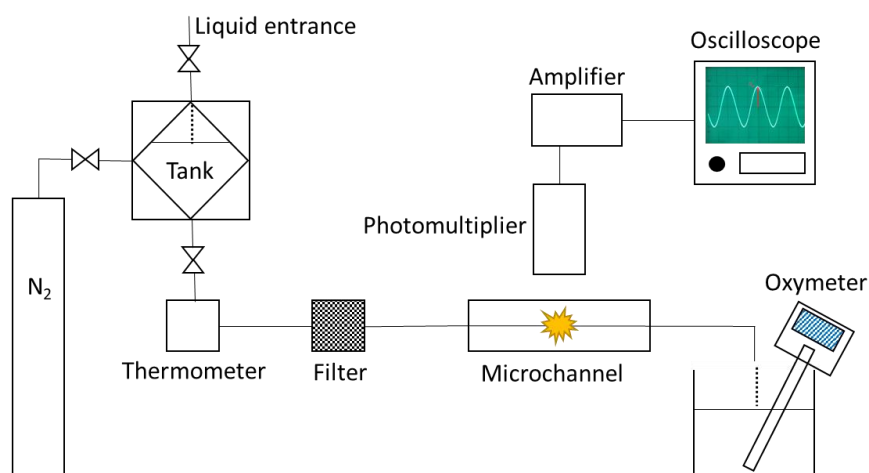 Liquid entrance
Oscilloscope
Amplifier
Tank
Photomultiplier
N₂
Oxymeter
Thermometer
Filter
Microchannel